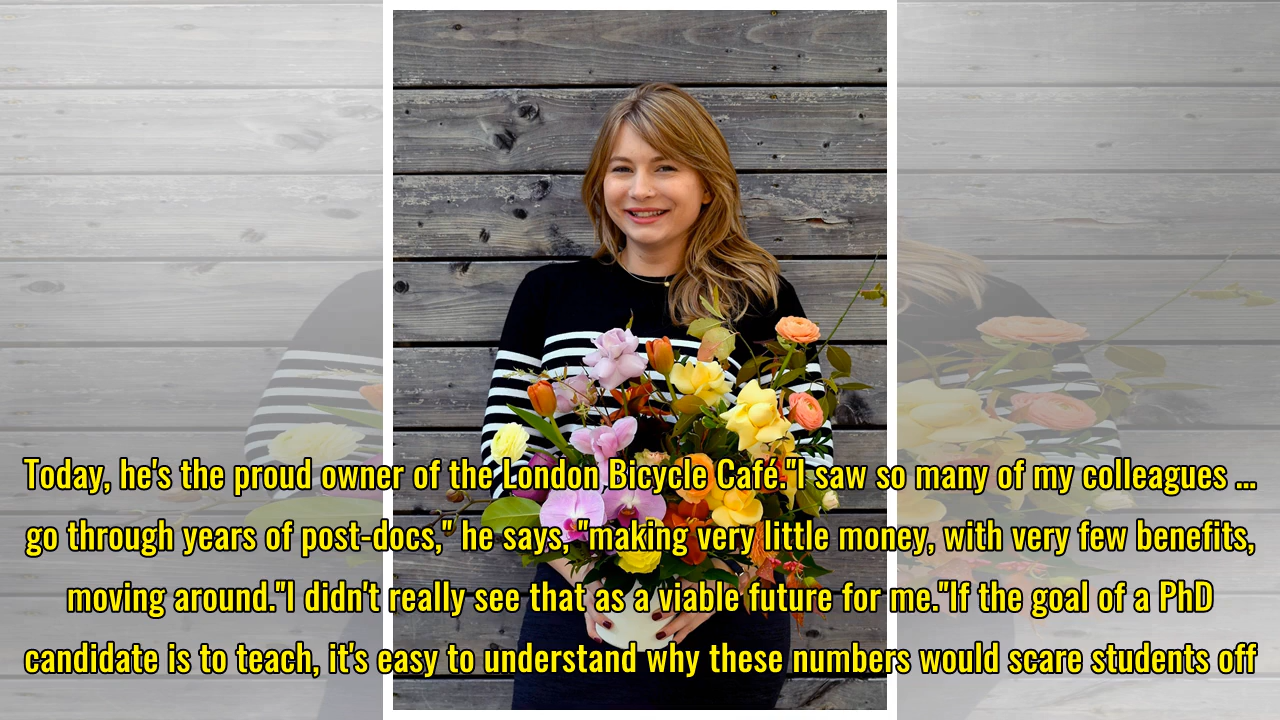 Today, he's the proud owner of the London Bicycle Café."I saw so many of my colleagues ...
go through years of post-docs," he says, "making very little money, with very few benefits,
moving around."I didn't really see that as a viable future for me."If the goal of a PhD
candidate is to teach, it's easy to understand why these numbers would scare students off